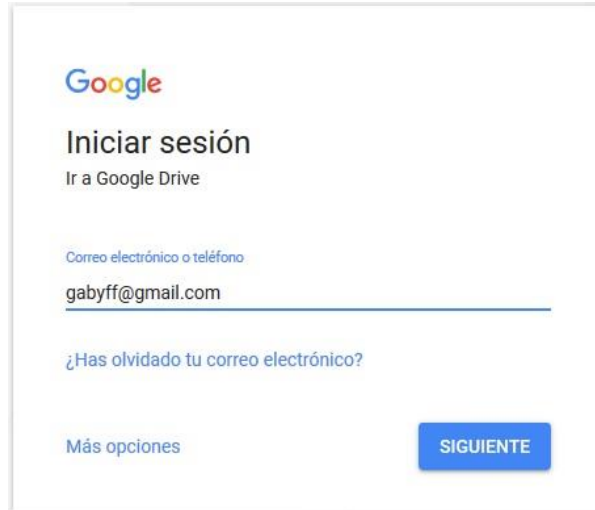 Google
Iniciar sesión
Ir a Google Drive
Correo electrónico o teléfono
gabyff@gmail.com
¿Has olvidado tu correo electrónico?
Más opciones
SIGUIENTE